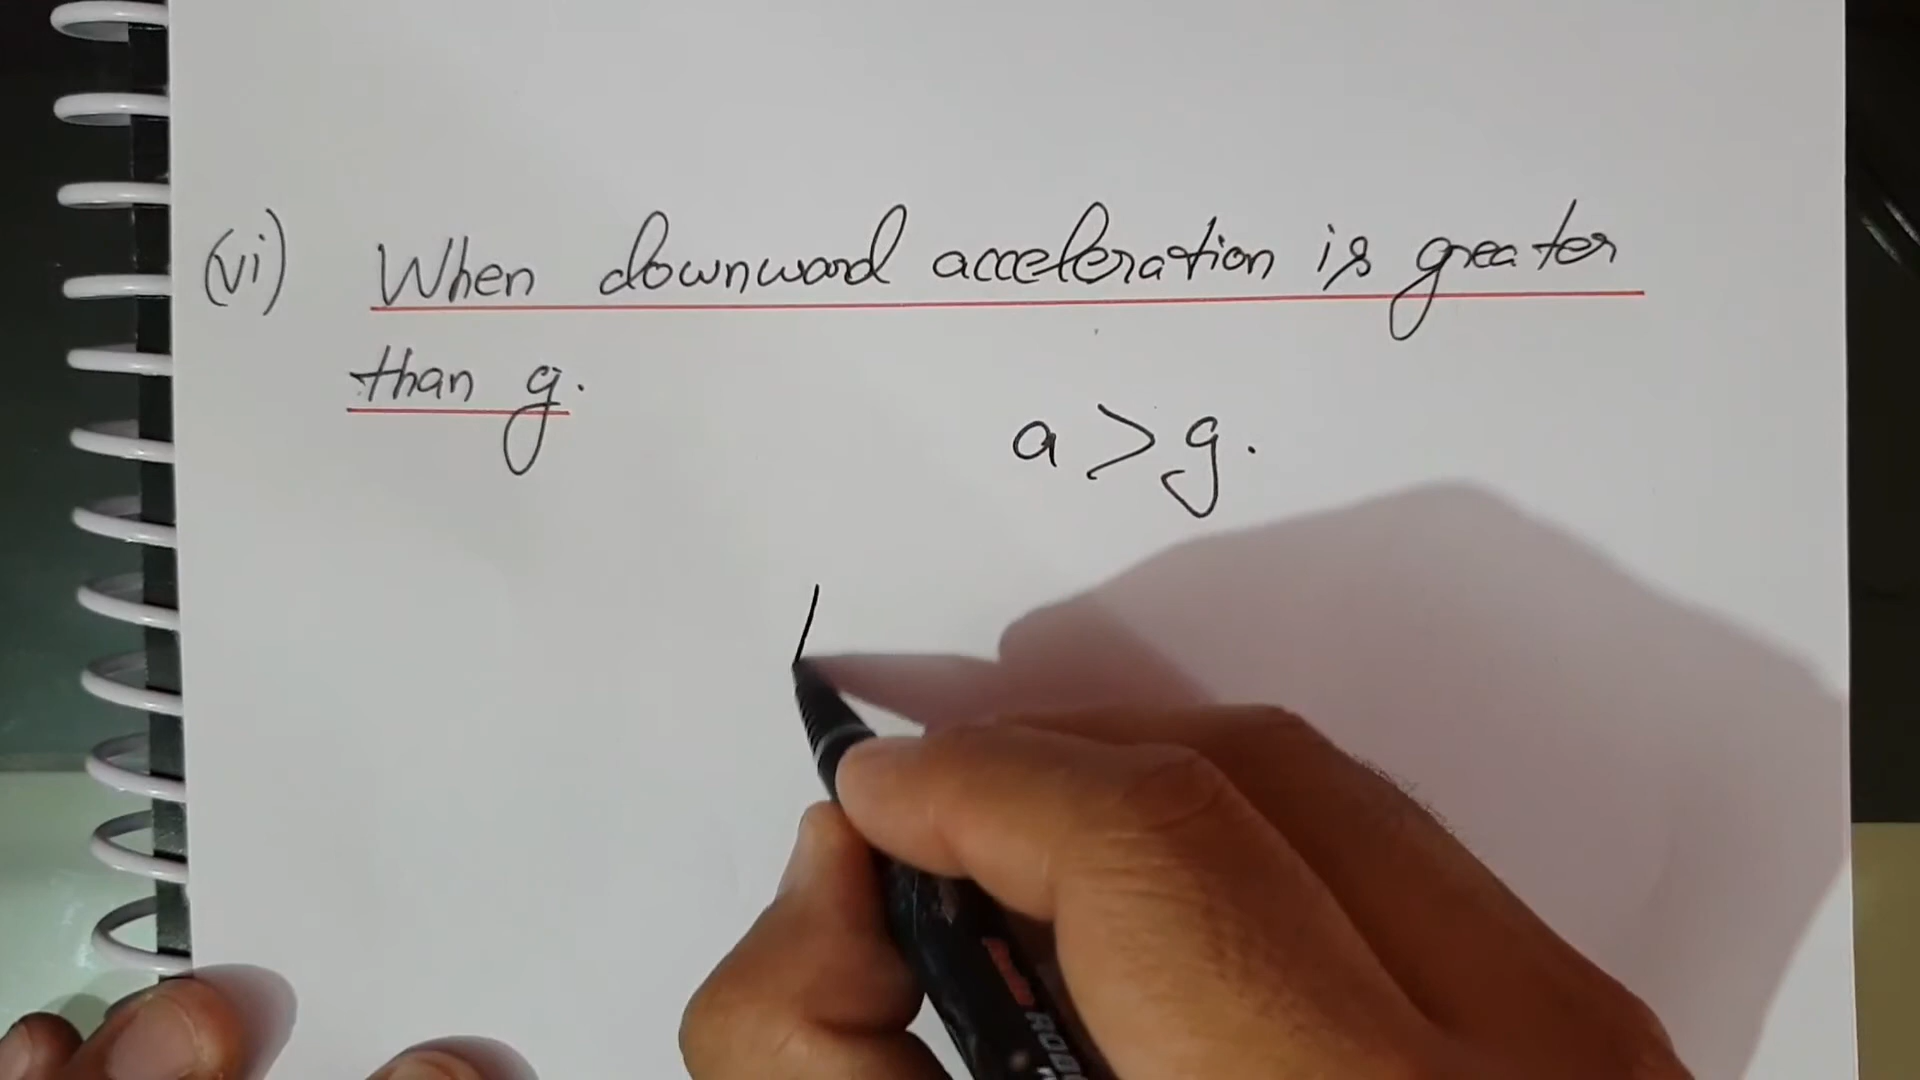 (vi) When downward acceleration is greater
than g.
a > g.